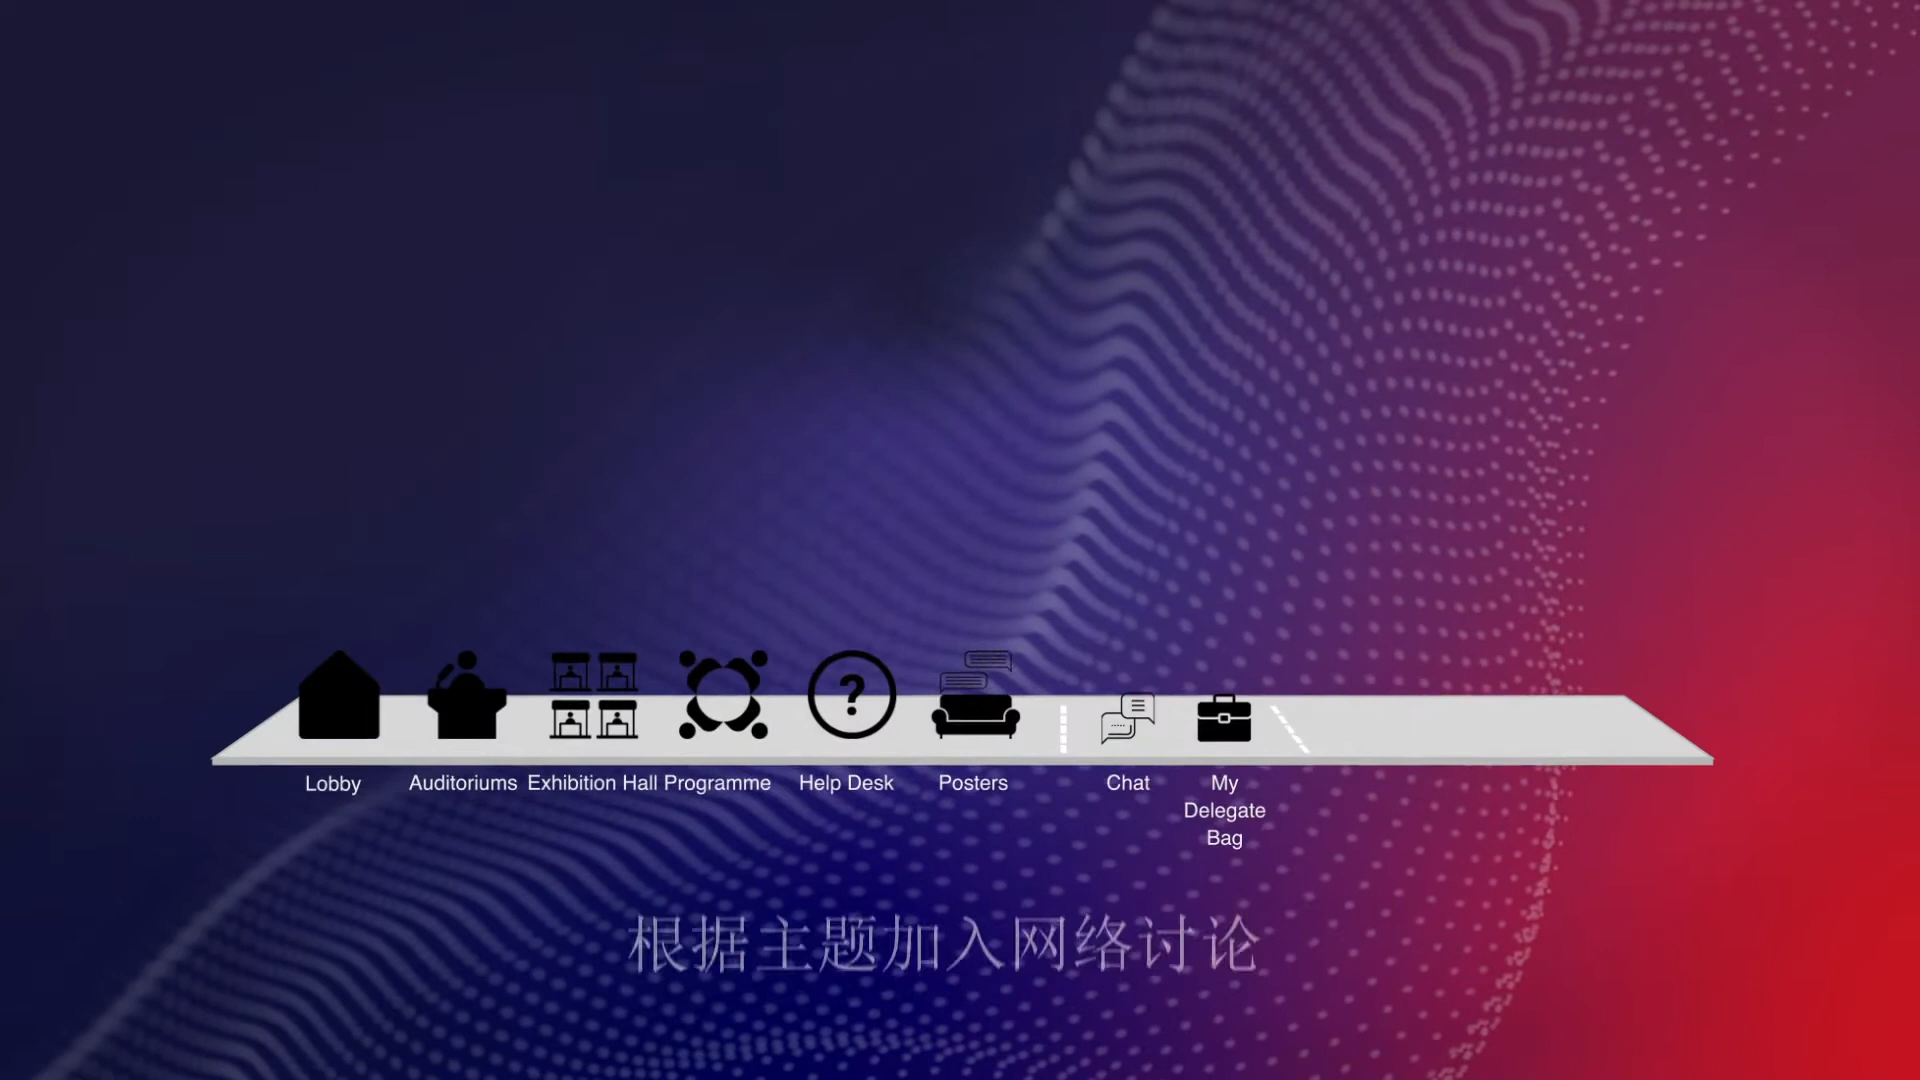 Lobby
Auditoriums
Exhibition Hall
Programme
Help Desk
Posters
Chat
My
Delegate
Bag
根据主题加入网络讨论